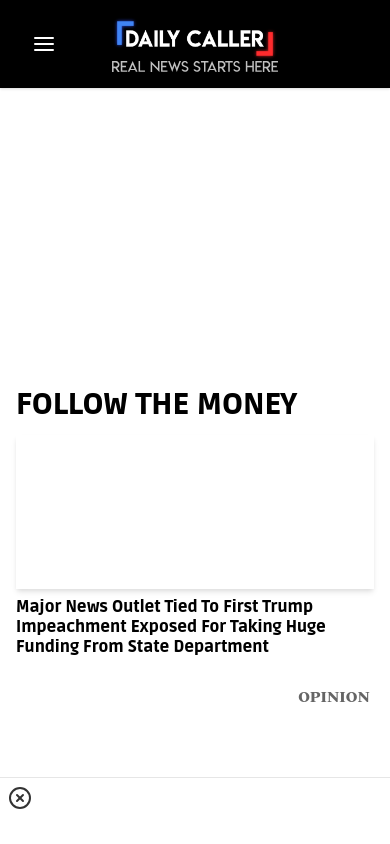 DAILY CALLER
REAL NEWS STARTS HERE
FOLLOW THE MONEY
Major News Outlet Tied To First Trump
Impeachment Exposed For Taking Huge
Funding From State Department
OPINION